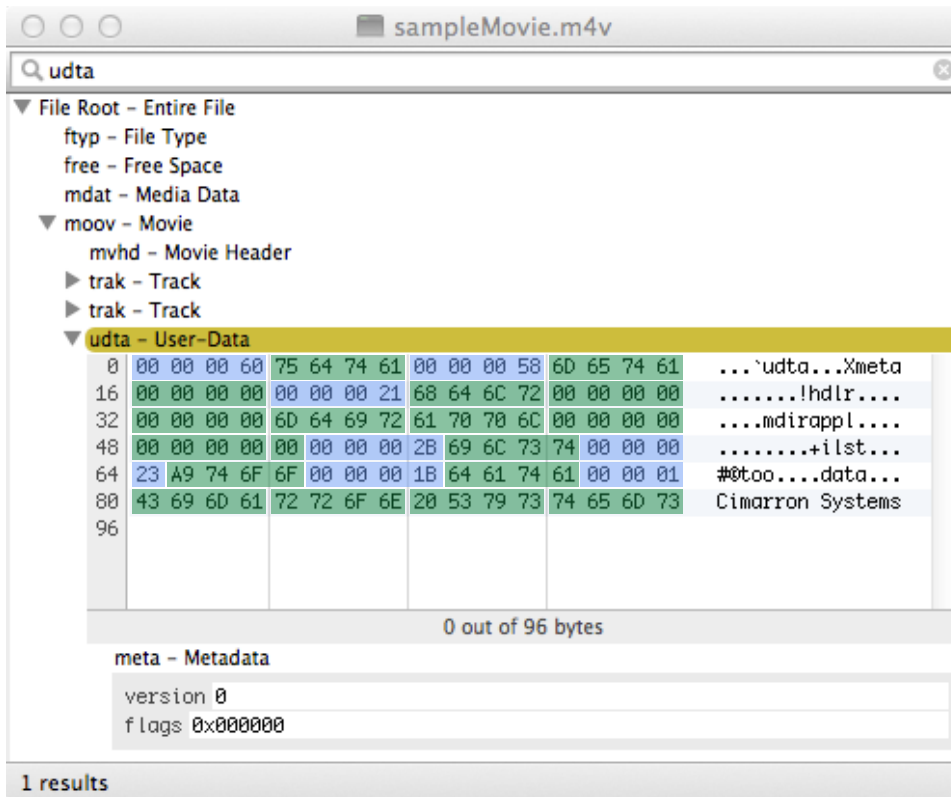 sampleMovie.m4v
udta
File Root – Entire File
ftyp – File Type
free – Free Space
mdat – Media Data
moov – Movie
mvhd – Movie Header
trak – Track
trak – Track
udta – User-Data
0 00 00 00 60 75 64 74 61 00 00 00 58 6D 65 74 61 ...`udta...Xmeta
16 00 00 00 00 00 00 00 21 68 64 6C 72 00 00 00 00 .......!hdlr....
32 00 00 00 00 6D 64 69 72 61 70 70 6C 00 00 00 00 ....mdirappl....
48 00 00 00 00 00 00 00 00 2B 69 6C 73 74 00 00 00 ........+ilst...
64 23 A9 74 6F 6F 00 00 00 1B 64 61 74 61 00 00 01 #©too....data...
80 43 69 6D 61 72 72 6F 6E 20 53 79 73 74 65 6D 73 Cimarron Systems
96
0 out of 96 bytes
meta – Metadata
version 0
flags 0x000000
1 results